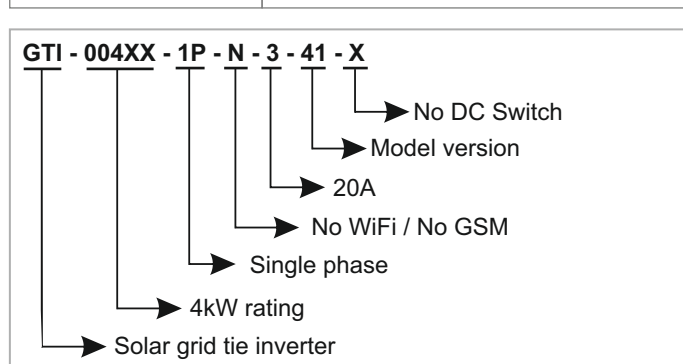 GTI - 004XX - 1P - N - 3 - 41 - X
No DC Switch
Model version
20A
No WiFi / No GSM
Single phase
4kW rating
Solar grid tie inverter